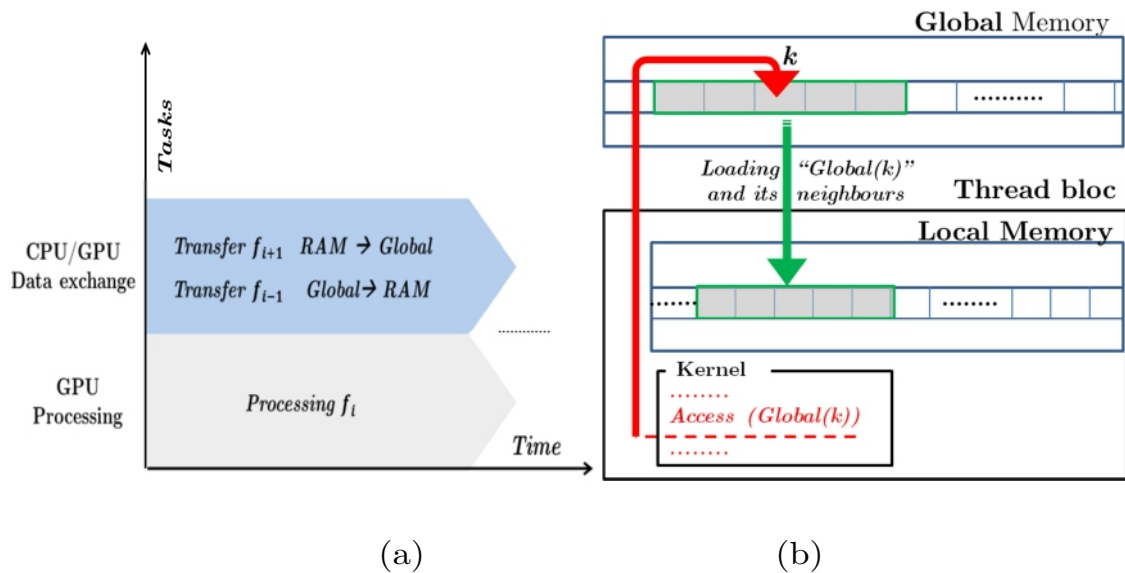 Tasks
CPU/GPU
Data exchange
Transfer f_{i+1} RAM → Global
Transfer f_{i−1} Global → RAM
..........
GPU
Processing
Processing f_i
Time
(a)
Global Memory
k
..........
Loading “Global(k)”
and its neighbours
Thread bloc
Local Memory
.......
........
Kernel
........
Access (Global(k))
........
(b)